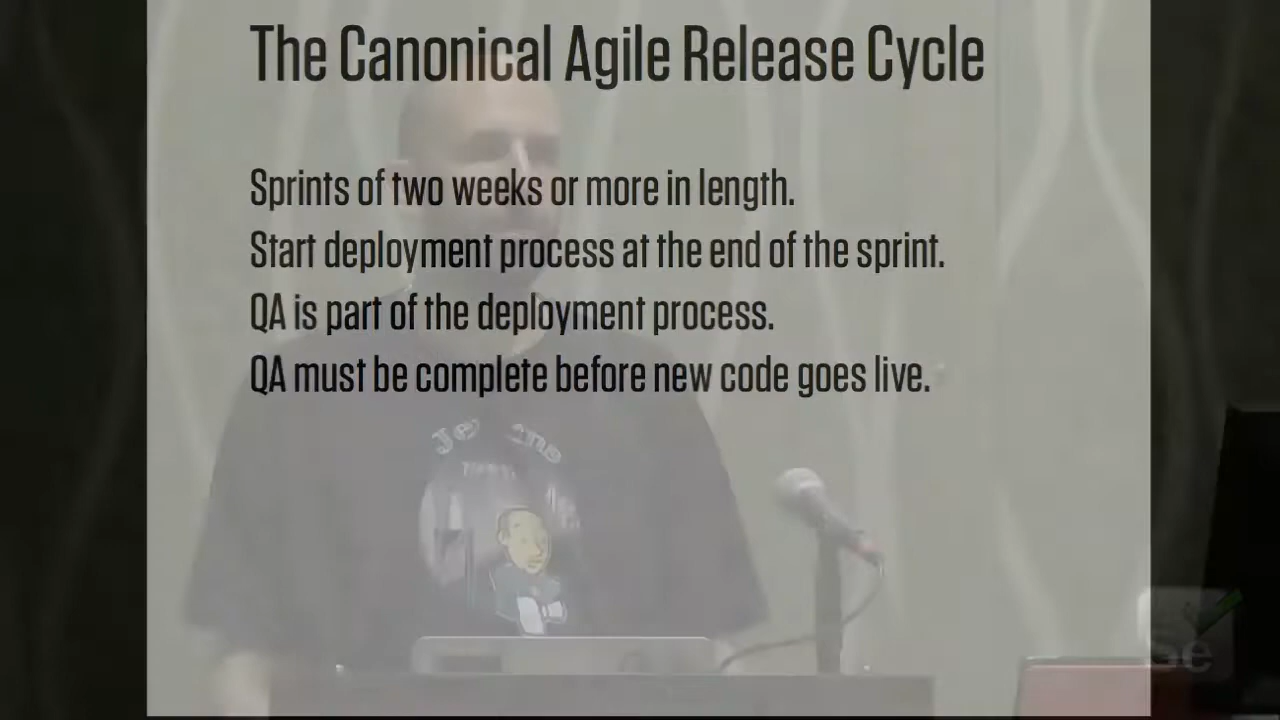 The Canonical Agile Release Cycle
Sprints of two weeks or more in length.
Start deployment process at the end of the sprint.
QA is part of the deployment process.
QA must be complete before new code goes live.
Se